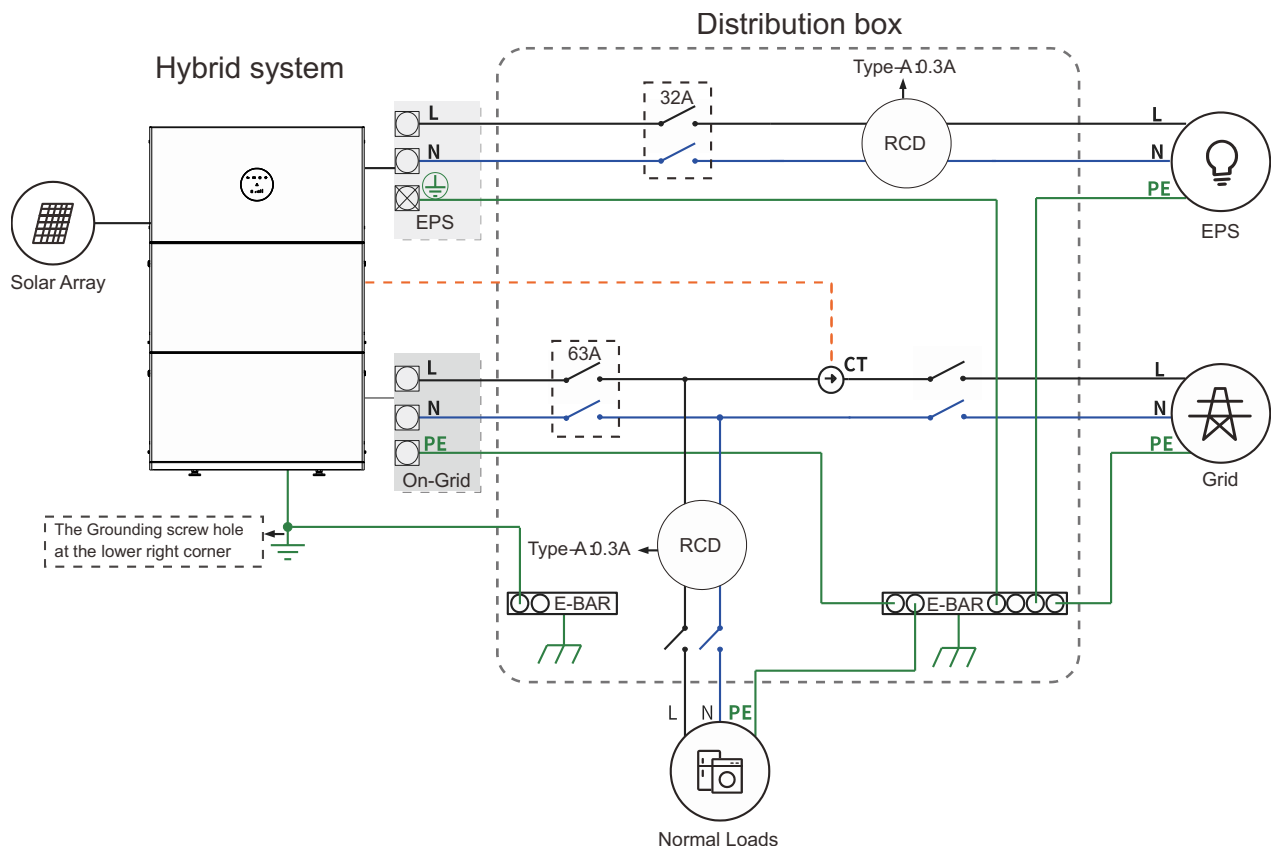 Distribution box
Hybrid system
Type-A:0.3A
32A
RCD
L
N
EPS
L
N
PE
EPS
Solar Array
63A
CT
L
N
PE
On-Grid
L
N
PE
Grid
The Grounding screw hole
at the lower right corner
Type-A:0.3A
RCD
E-BAR
E-BAR
L
N
PE
Normal Loads